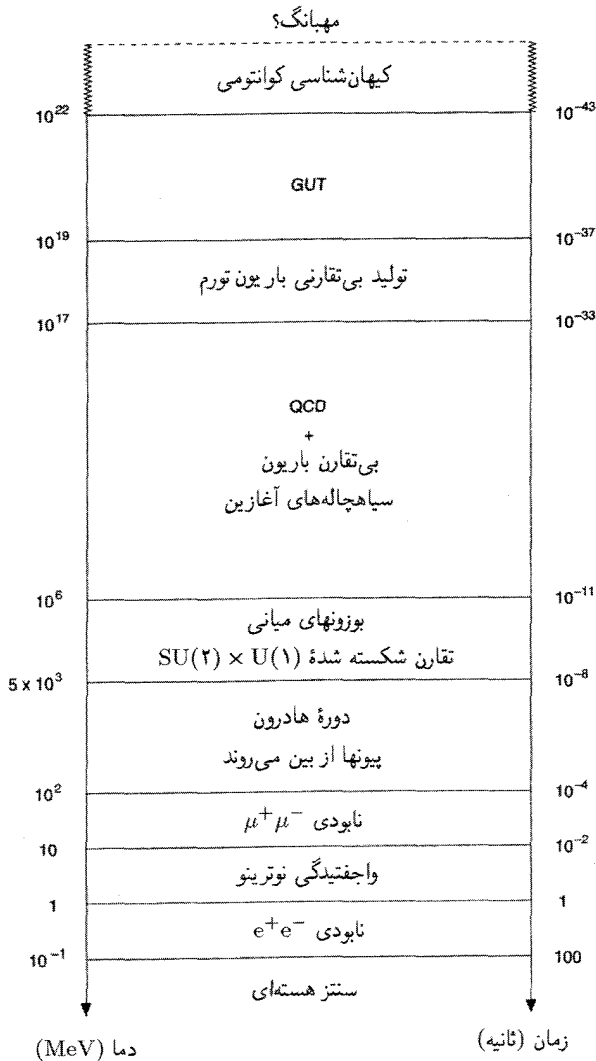 مهبانگ؟
کیهان‌شناسی کوانتومی
10^22
10^−43
GUT
10^19
10^−37
تولید بی‌تقارنی باریون تورم
10^17
10^−33
QCD
+
بی‌تقارن باریون
سیاهچاله‌های آغازین
10^6
10^−11
بوزونهای میانی
تقارن شکسته شدهٔ SU(۲) × U(۱)
5 x 10^3
10^−8
دورهٔ هادرون
پیونها از بین می‌روند
10^2
10^−4
نابودی μ^+ μ^−
10
10^−2
واجفتیدگی نوترینو
1
1
نابودی e^+ e^−
10^−1
100
سنتز هسته‌ای
دما (MeV)
زمان (ثانیه)